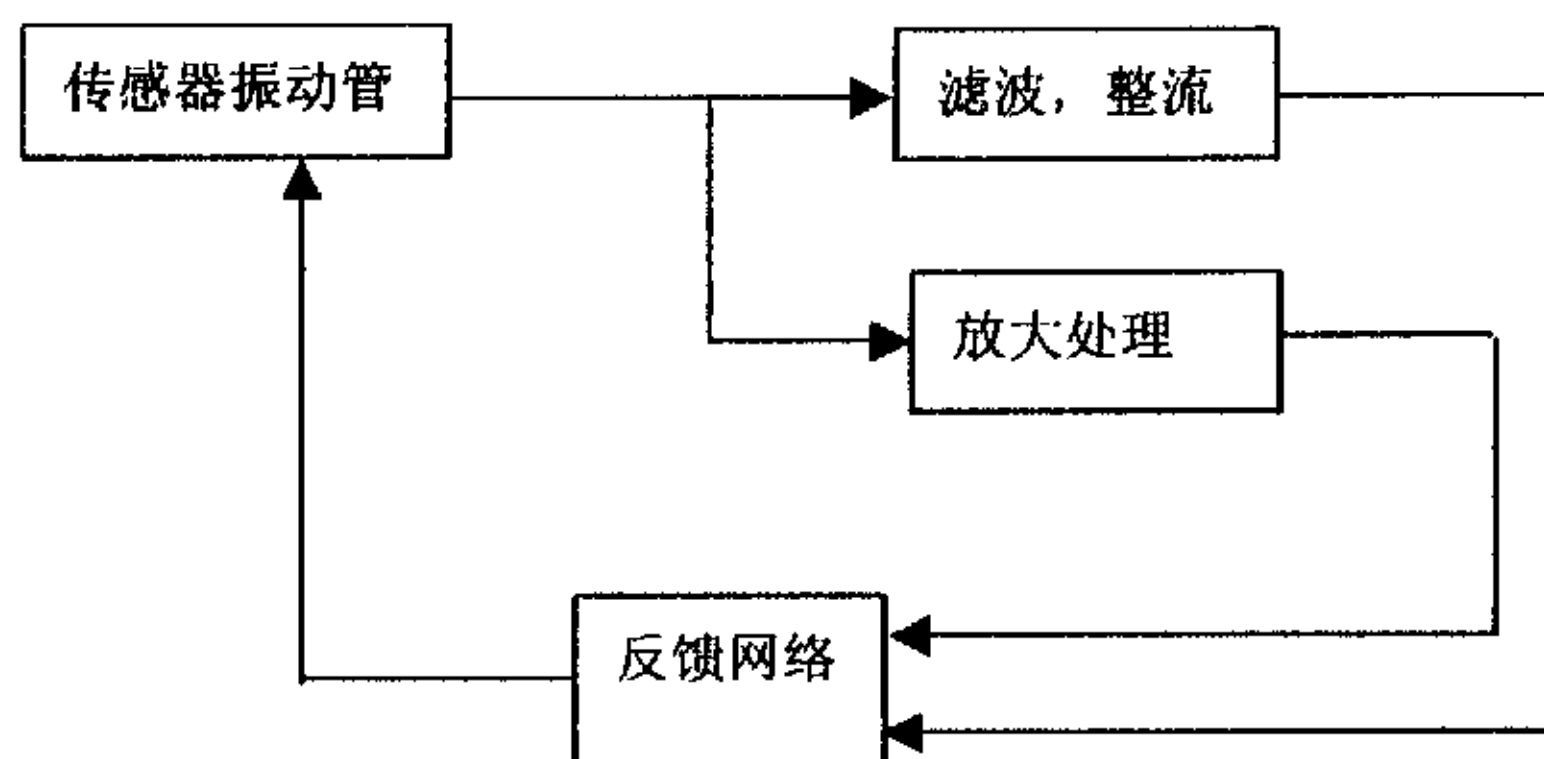 传感器振动管
滤波，整流
放大处理
反馈网络